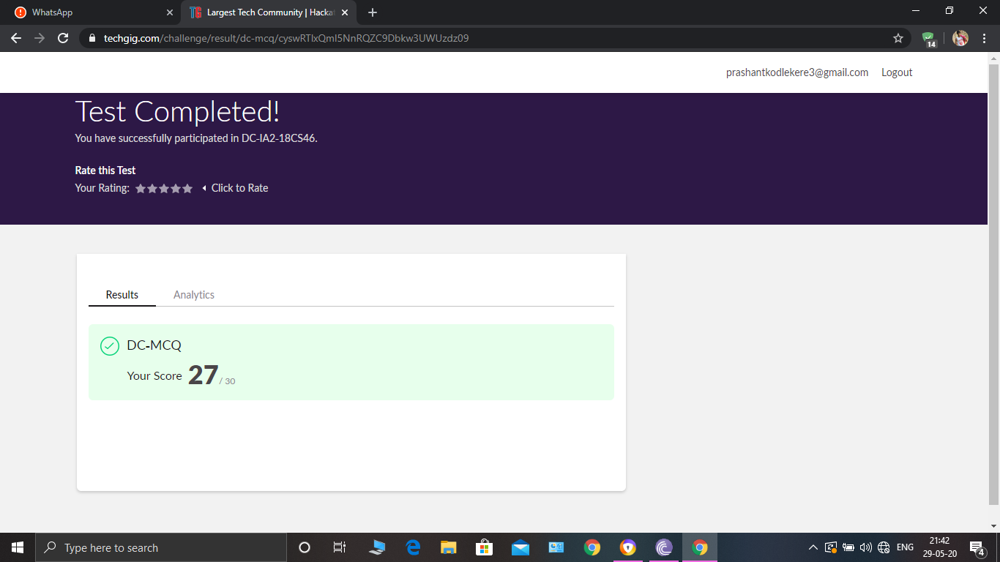 WhatsApp
TG Largest Tech Community | Hacka
techgig.com/challenge/result/dc-mcq/cyswRTlxQml5NnRQZC9Dbkw3UWUzdz09
14
prashantkodlekere3@gmail.com Logout
Test Completed!
You have successfully participated in DC-IA2-18CS46.
Rate this Test
Your Rating: Click to Rate
Results Analytics
DC-MCQ
Your Score 27 / 30
Type here to search
ENG
21:42
29-05-20
4